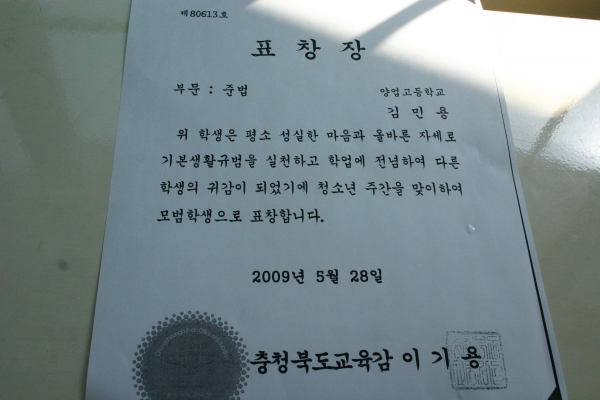 제80613호
표 창 장
부문 : 준법
양업고등학교
김 민 용
위 학생은 평소 성실한 마음과 올바른 자세로
기본생활규범을 실천하고 학업에 전념하여 다른
학생의 귀감이 되었기에 청소년 주간을 맞이하여
모범학생으로 표창합니다.
2009년 5월 28일
충청북도교육감 이 기 용